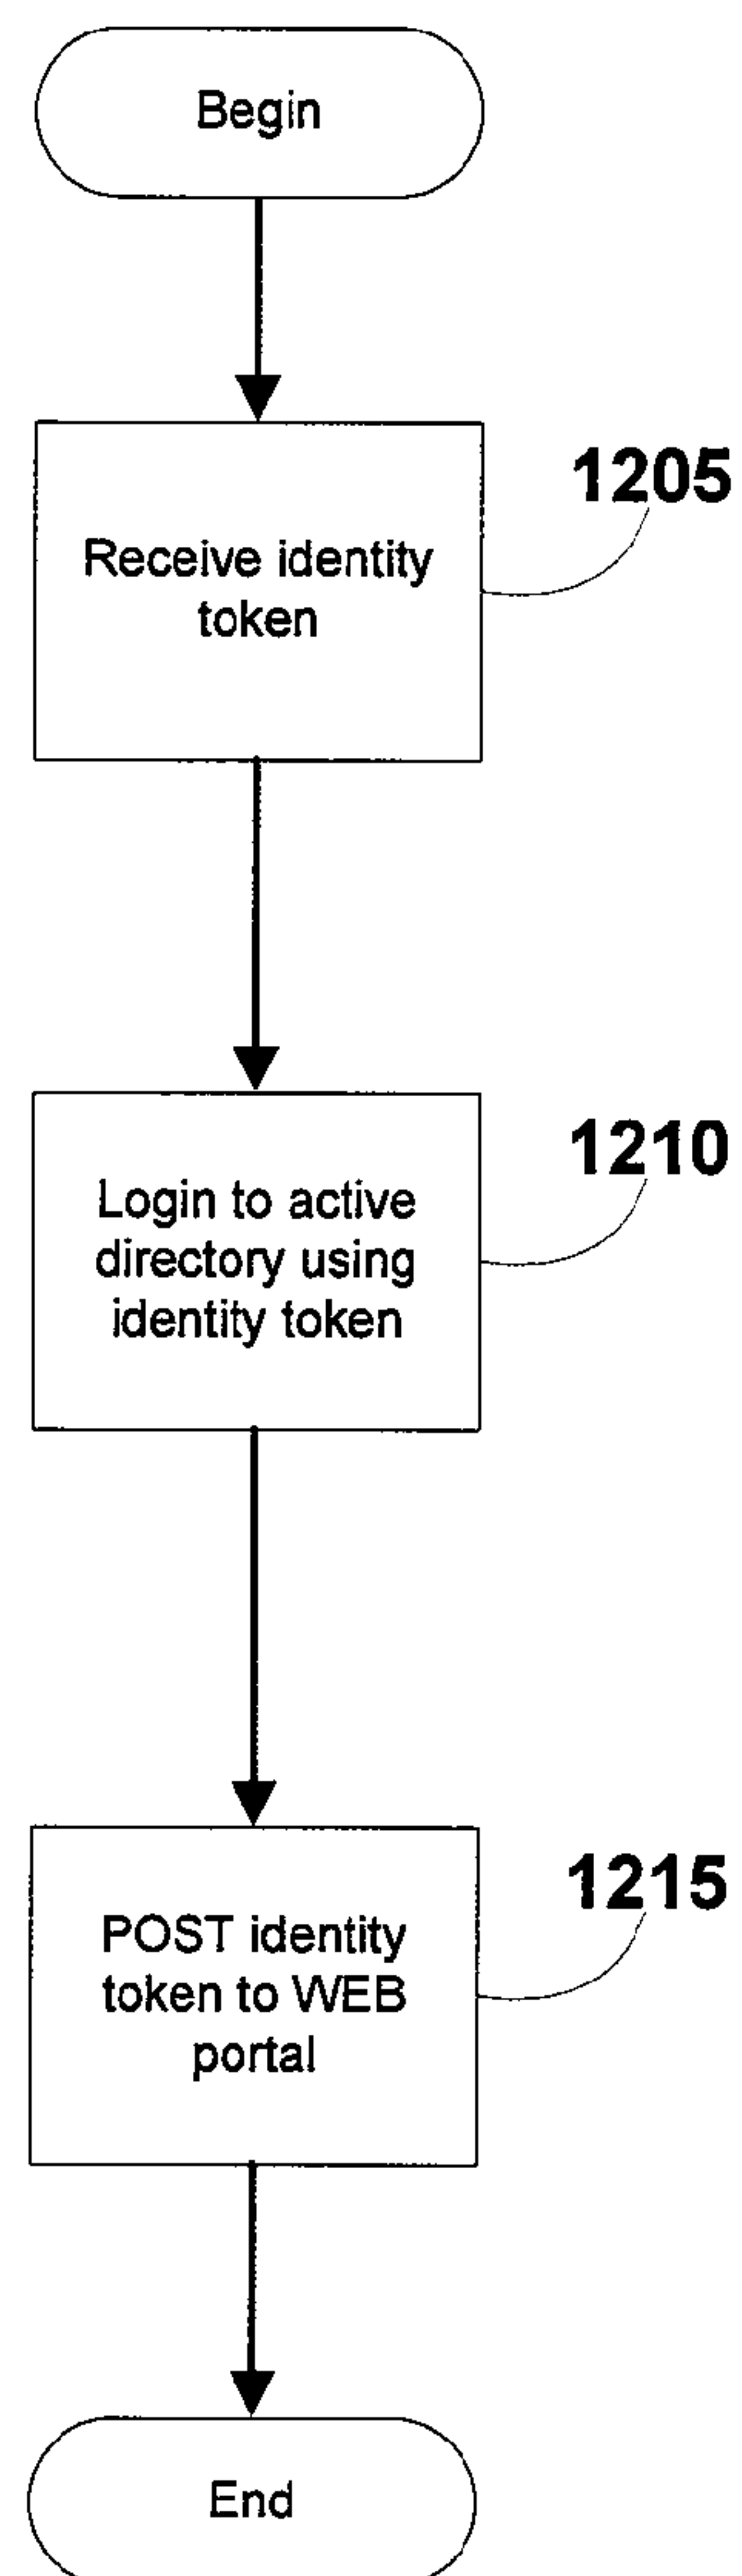 Begin
1205
Receive identity
token
1210
Login to active
directory using
identity token
1215
POST identity
token to WEB
portal
End